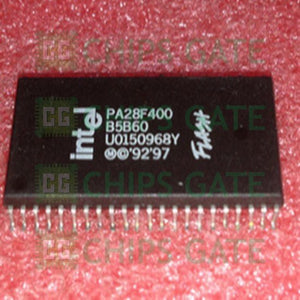 CHIPS GATE
intel
PA28F400
B5B60
U0150968Y
Ⓜ©'92'97
FLASH
CHIPS GATE
CHIPS GATE